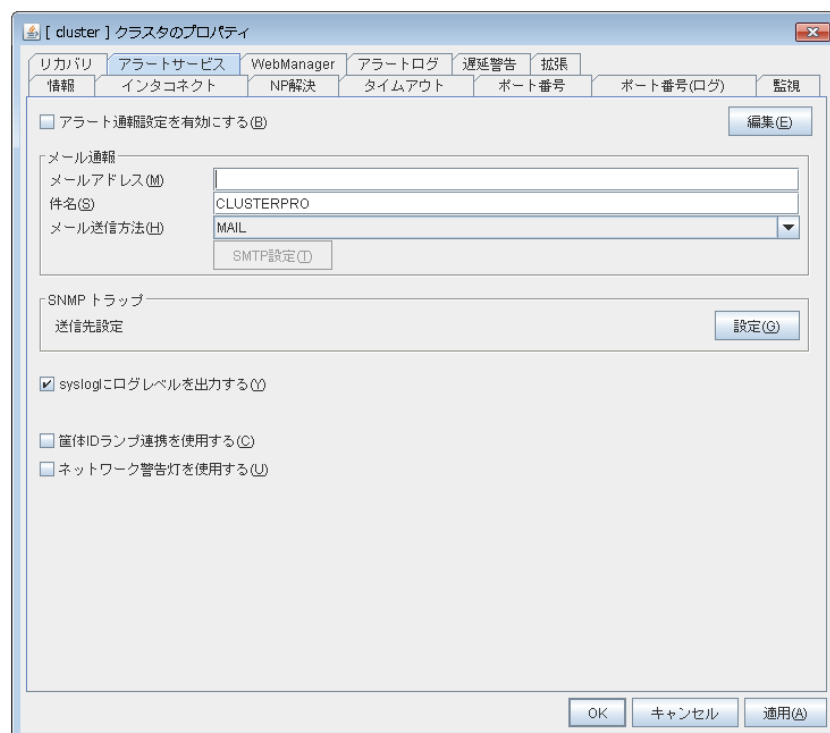 [ cluster ] クラスタのプロパティ
リカバリ アラートサービス WebManager アラートログ 遅延警告 拡張
情報 インタコネクト NP解決 タイムアウト ポート番号 ポート番号(ログ) 監視
アラート通報設定を有効にする(B) 編集(E)
メール通報
メールアドレス(M)
件名(S) CLUSTERPRO
メール送信方法(H) MAIL
SMTP設定(T)
SNMP トラップ
送信先設定 設定(G)
syslogにログレベルを出力する(Y)
筐体IDランプ連携を使用する(C)
ネットワーク警告灯を使用する(U)
OK キャンセル 適用(A)